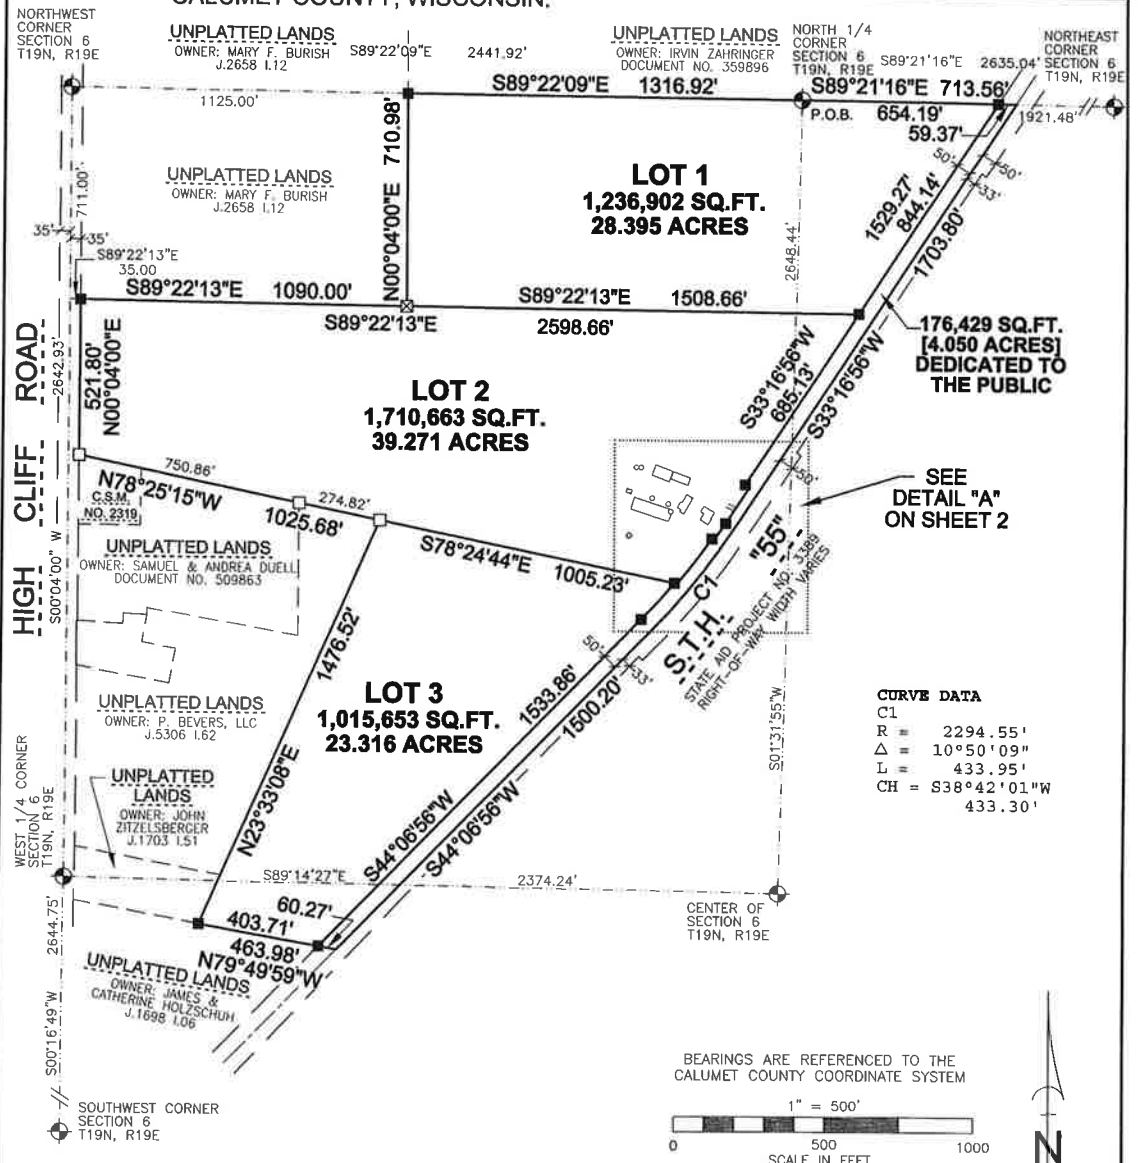 CALUMET COUNTY, WISCONSIN.
NORTHWEST
CORNER
SECTION 6
T19N, R19E
UNPLATTED LANDS
OWNER: MARY F. BURISH
J.2658 I.12
S89°22'09"E
2441.92'
UNPLATTED LANDS
OWNER: IRVIN ZAHRINGER
DOCUMENT NO. 359896
NORTH 1/4
CORNER
SECTION 6
T19N, R19E
S89°21'16"E
2635.04'
NORTHEAST
CORNER
SECTION 6
T19N, R19E
1125.00'
S89°22'09"E 1316.92'
S89°21'16"E 713.56'
P.O.B.
654.19'
59.37'
1921.48'
711.00'
710.98'
N00°04'00"E
UNPLATTED LANDS
OWNER: MARY F. BURISH
J.2658 I.12
LOT 1
1,236,902 SQ.FT.
28.395 ACRES
50'
50'
33'
1529.27'
844.14'
1703.80'
2648.44'
35'
35'
S89°22'13"E
35.00
S89°22'13"E 1090.00'
S89°22'13"E 1508.66'
S89°22'13"E
2598.66'
176,429 SQ.FT.
[4.050 ACRES]
DEDICATED TO
THE PUBLIC
HIGH CLIFF ROAD
2642.93'
S00°04'00" W
521.80'
N00°04'00"E
LOT 2
1,710,663 SQ.FT.
39.271 ACRES
S33°16'56"W
685.13'
S33°16'56"W
750.86'
N78°25'15"W
1025.68'
274.82'
C.S.M.
NO. 2319
50'
SEE
DETAIL "A"
ON SHEET 2
UNPLATTED LANDS
OWNER: SAMUEL & ANDREA DUELL
DOCUMENT NO. 509863
S78°24'44"E
1005.23'
C1
S.T.H. "55"
STATE AID PROJECT NO. 3389
RIGHT-OF-WAY WIDTH VARIES
1476.52'
N23°33'08"E
50'
33'
UNPLATTED LANDS
OWNER: P. BEVERS, LLC
J.5306 I.62
LOT 3
1,015,653 SQ.FT.
23.316 ACRES
1533.86'
1500.20'
S44°06'56"W
S44°06'56"W
S01°31'55"W
CURVE DATA
C1
R = 2294.55'
Δ = 10°50'09"
L = 433.95'
CH = S38°42'01"W
433.30'
WEST 1/4 CORNER
SECTION 6
T19N, R19E
UNPLATTED
LANDS
OWNER: JOHN
ZITZELSBERGER
J.1703 I.51
S89°14'27"E
2374.24'
CENTER OF
SECTION 6
T19N, R19E
60.27'
403.71'
463.98'
N79°49'59"W
2644.75'
S00°16'49"W
UNPLATTED LANDS
OWNER: JAMES &
CATHERINE HOLZSCHUH
J.1698 I.06
SOUTHWEST CORNER
SECTION 6
T19N, R19E
BEARINGS ARE REFERENCED TO THE
CALUMET COUNTY COORDINATE SYSTEM
1" = 500'
0 500 1000
SCALE IN FEET
N